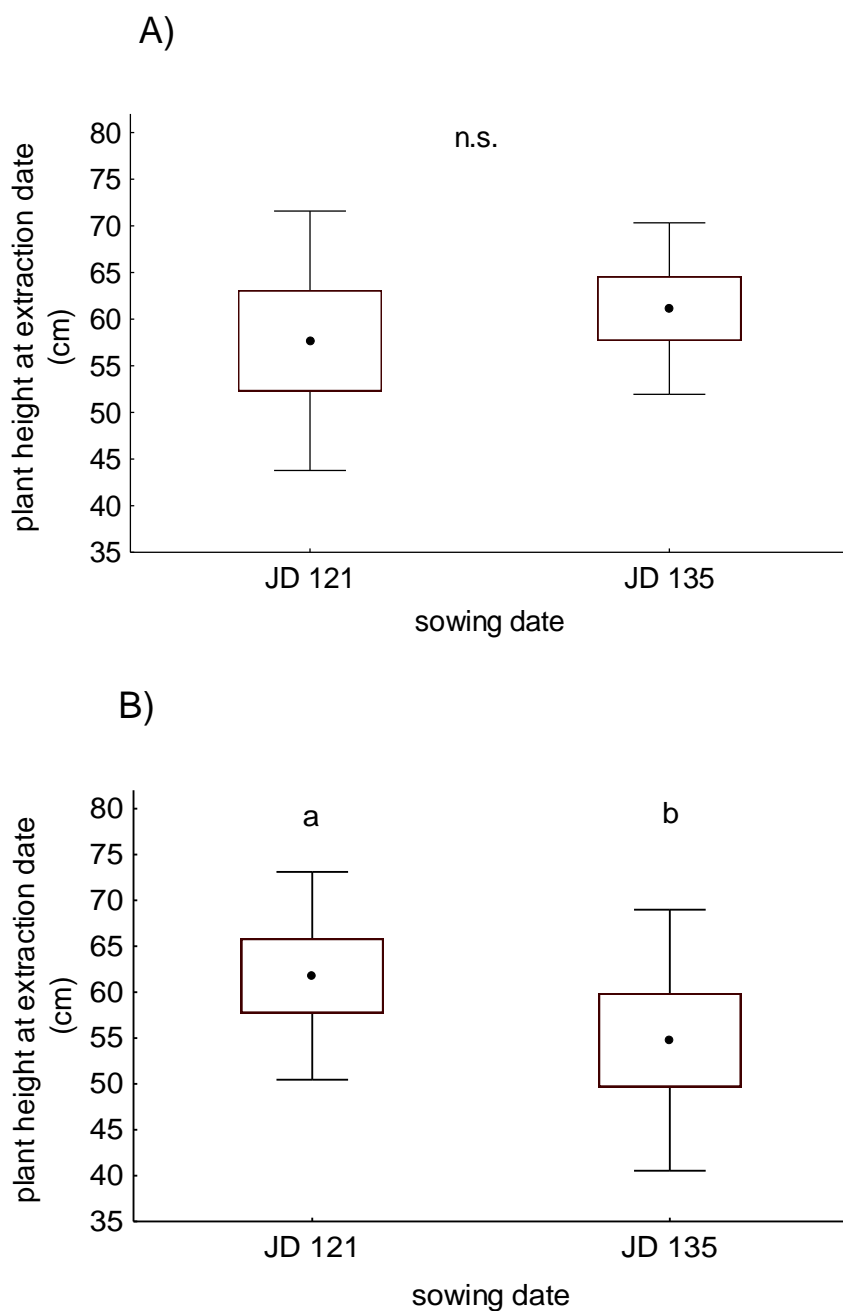 A)
plant height at extraction date
(cm)
80
75
70
65
60
55
50
45
40
35
n.s.
JD 121
JD 135
sowing date
B)
plant height at extraction date
(cm)
80
75
70
65
60
55
50
45
40
35
a
b
JD 121
JD 135
sowing date